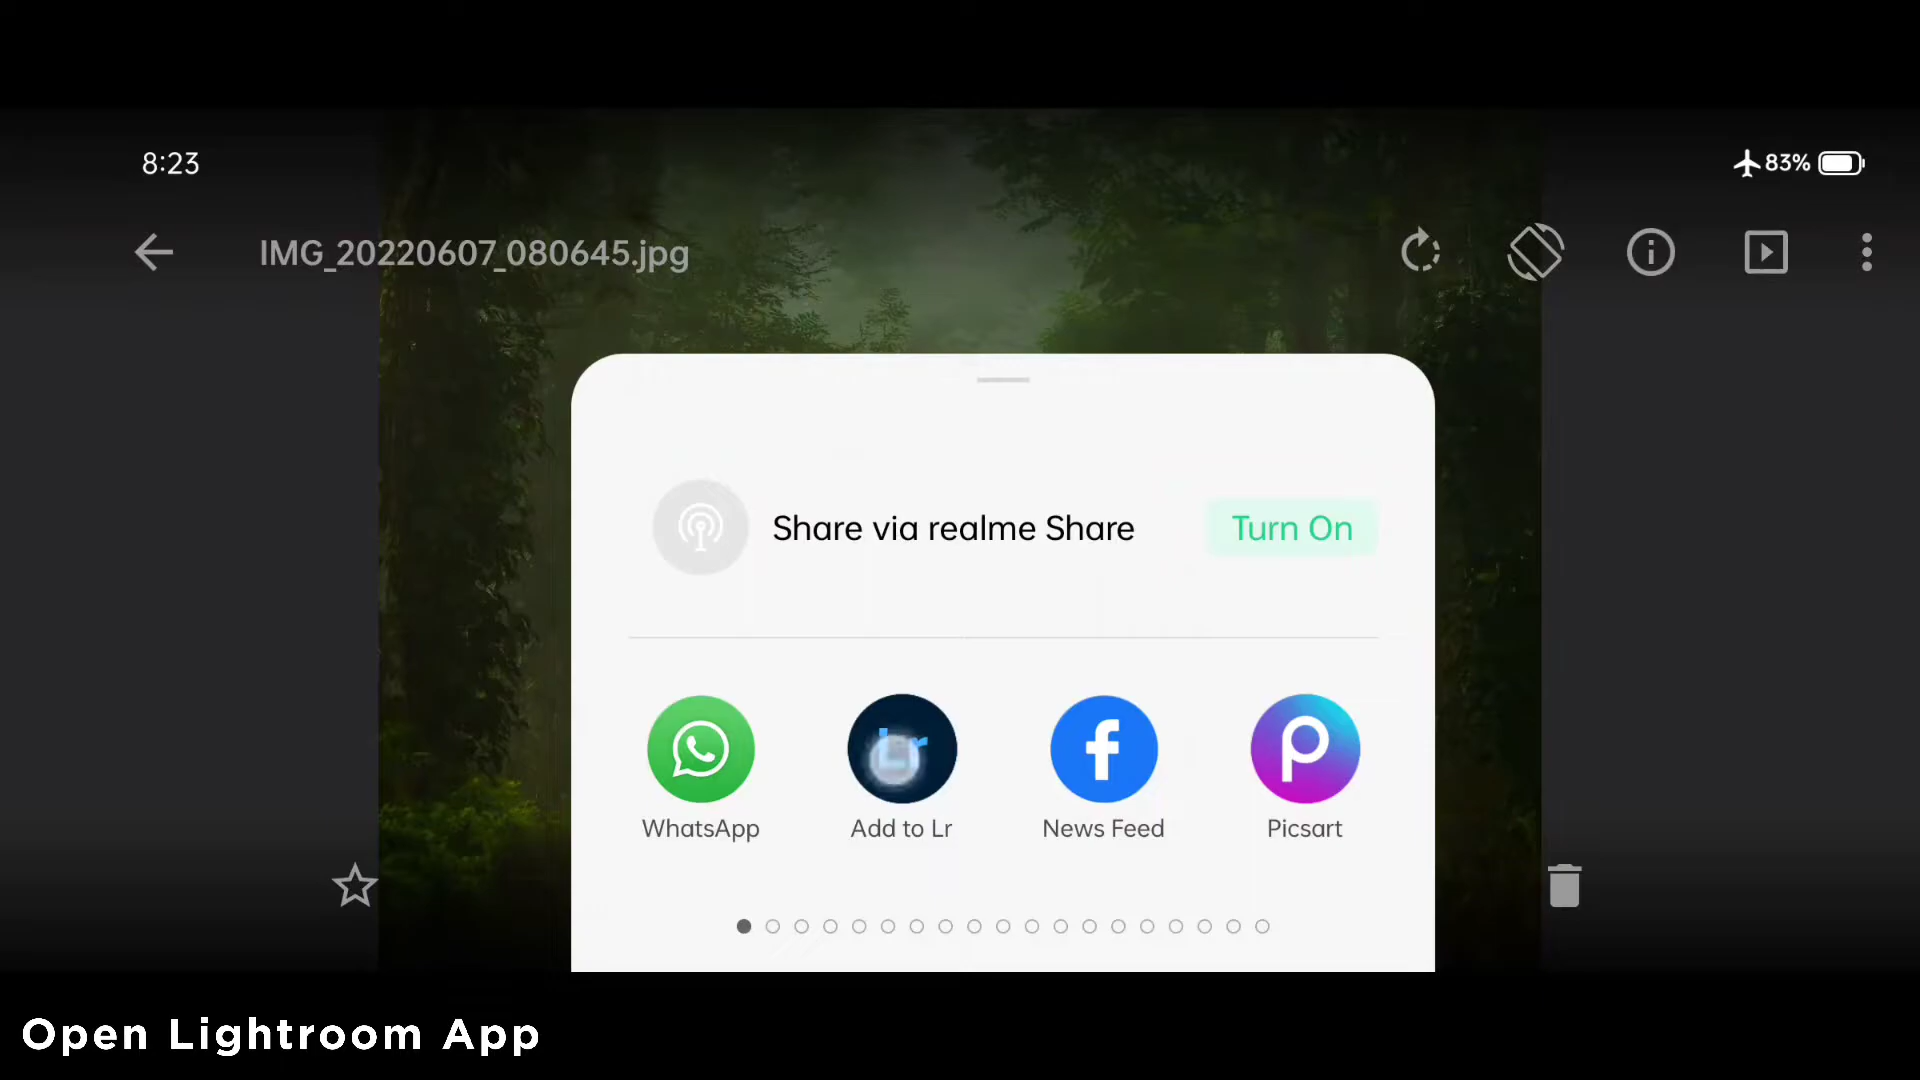 8:23
83%
IMG_20220607_080645.jpg
Share via realme Share
Turn On
Lr
WhatsApp
Add to Lr
News Feed
Picsart
Open Lightroom App